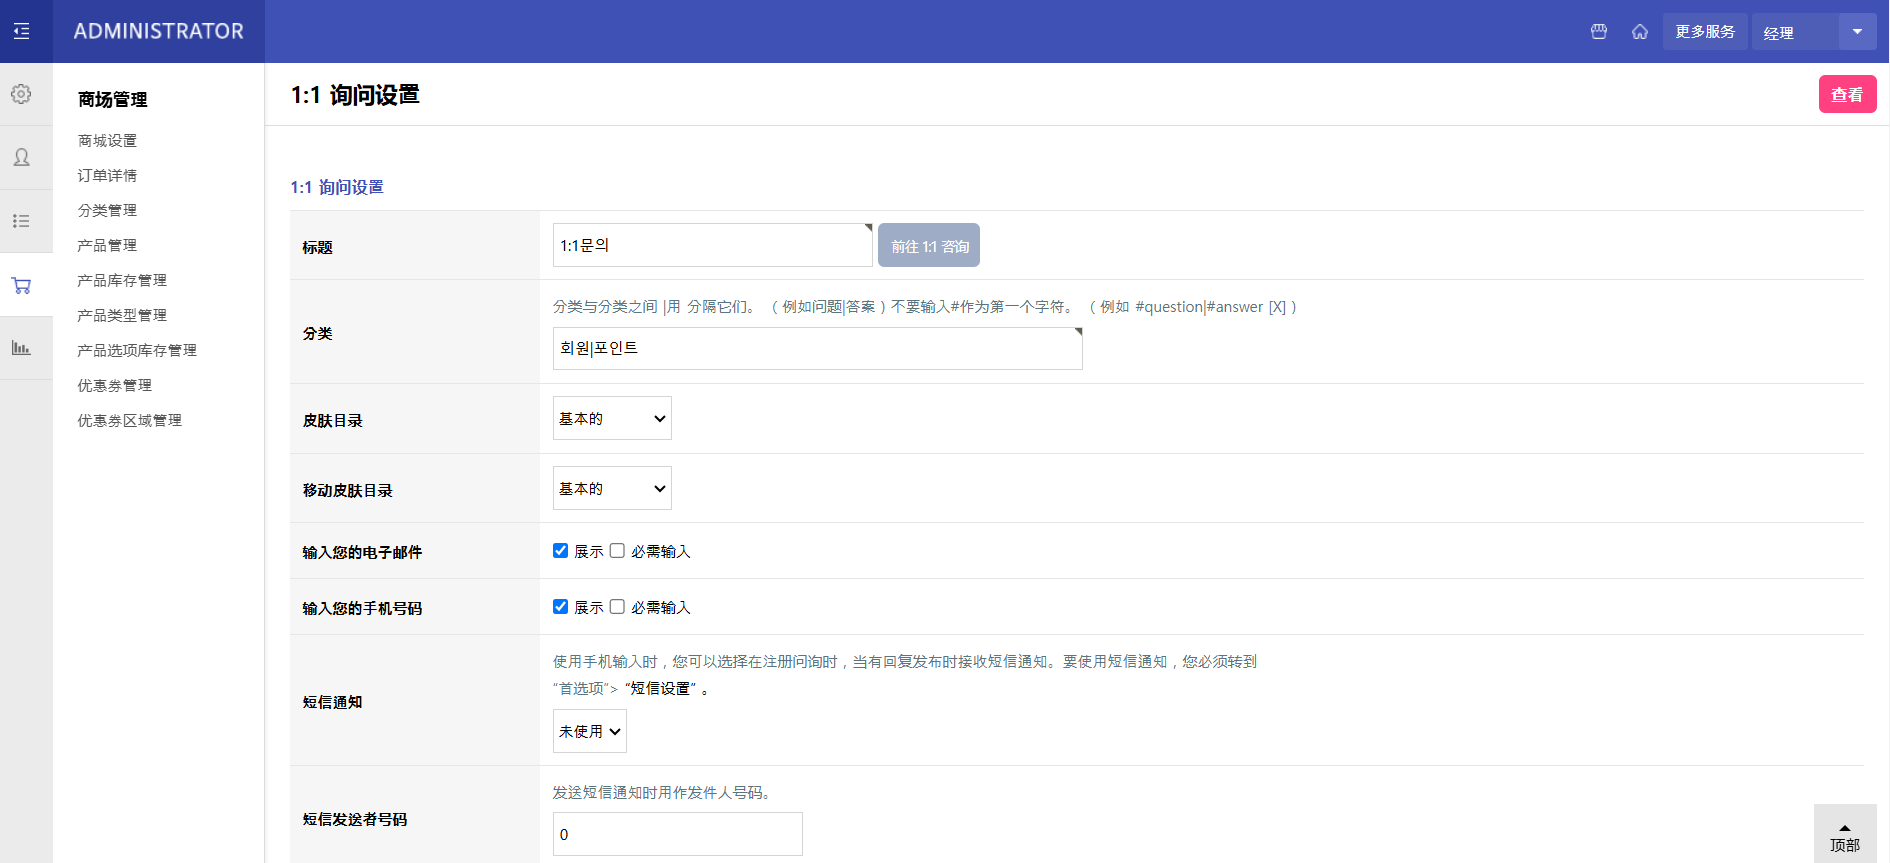 ADMINISTRATOR
更多服务
经理
商场管理
商城设置
订单详情
分类管理
产品管理
产品库存管理
产品类型管理
产品选项库存管理
优惠券管理
优惠券区域管理
1:1 询问设置
查看
1:1 询问设置
标题
1:1문의
前往 1:1 咨询
分类
分类与分类之间 |用 分隔它们。 （ 例如问题|答案 ) 不要输入#作为第一个字符。 （ 例如 #question|#answer [X] )
회원|포인트
皮肤目录
基本的
移动皮肤目录
基本的
输入您的电子邮件
展示 必需输入
输入您的手机号码
展示 必需输入
短信通知
使用手机输入时，您可以选择在注册问询时，当有回复发布时接收短信通知。要使用短信通知，您必须转到
“首选项”> “短信设置” 。
未使用
短信发送者号码
发送短信通知时用作发件人号码。
0
顶部